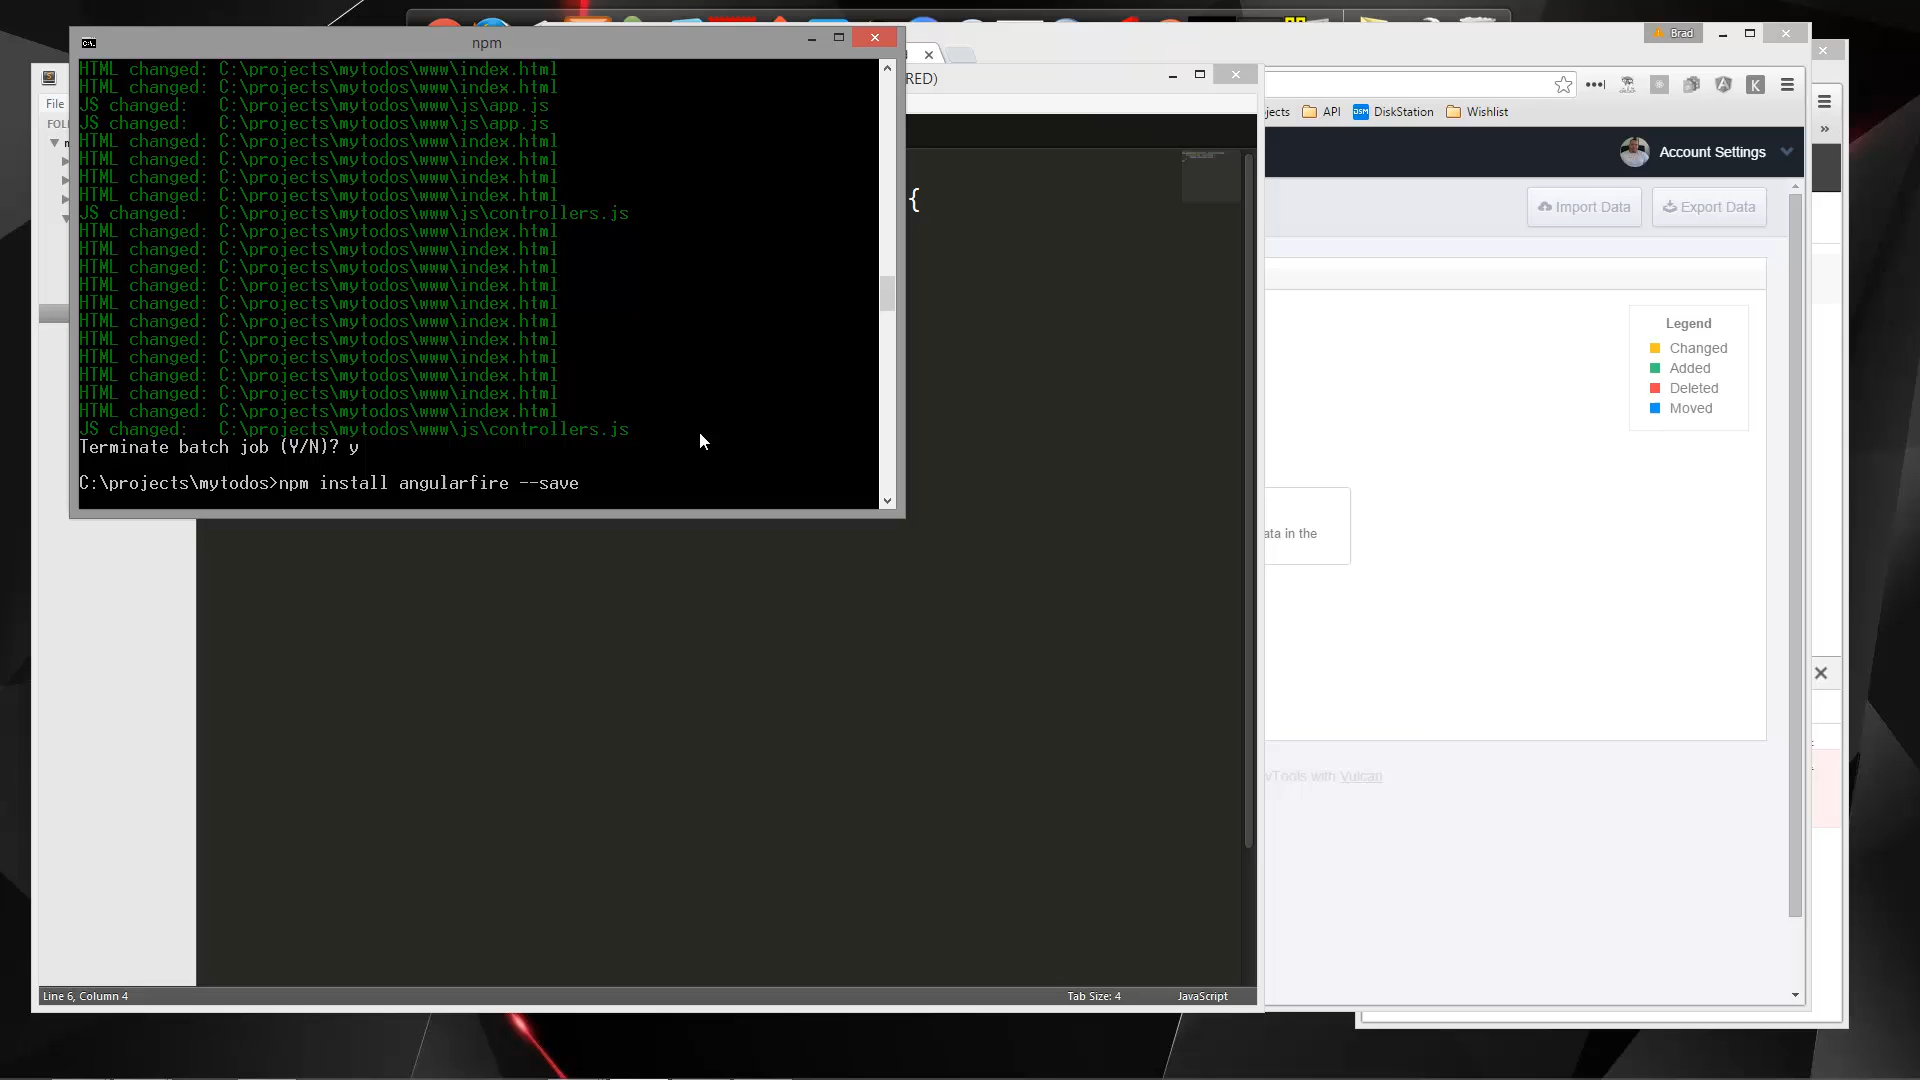 npm
HTML changed: C:\projects\mytodos\www\index.html
HTML changed: C:\projects\mytodos\www\index.html
JS changed:   C:\projects\mytodos\www\js\app.js
JS changed:   C:\projects\mytodos\www\js\app.js
HTML changed: C:\projects\mytodos\www\index.html
HTML changed: C:\projects\mytodos\www\index.html
HTML changed: C:\projects\mytodos\www\index.html
HTML changed: C:\projects\mytodos\www\index.html
JS changed:   C:\projects\mytodos\www\js\controllers.js
HTML changed: C:\projects\mytodos\www\index.html
HTML changed: C:\projects\mytodos\www\index.html
HTML changed: C:\projects\mytodos\www\index.html
HTML changed: C:\projects\mytodos\www\index.html
HTML changed: C:\projects\mytodos\www\index.html
HTML changed: C:\projects\mytodos\www\index.html
HTML changed: C:\projects\mytodos\www\index.html
HTML changed: C:\projects\mytodos\www\index.html
HTML changed: C:\projects\mytodos\www\index.html
HTML changed: C:\projects\mytodos\www\index.html
HTML changed: C:\projects\mytodos\www\index.html
JS changed:   C:\projects\mytodos\www\js\controllers.js
Terminate batch job (Y/N)? y
C:\projects\mytodos>npm install angularfire --save
File
FOL
RED)
{
Line 6, Column 4
Tab Size: 4
JavaScript
Brad
K
jects
API
DSM
DiskStation
Wishlist
Account Settings
Import Data
Export Data
Legend
Changed
Added
Deleted
Moved
ata in the
vTools with Vulcan